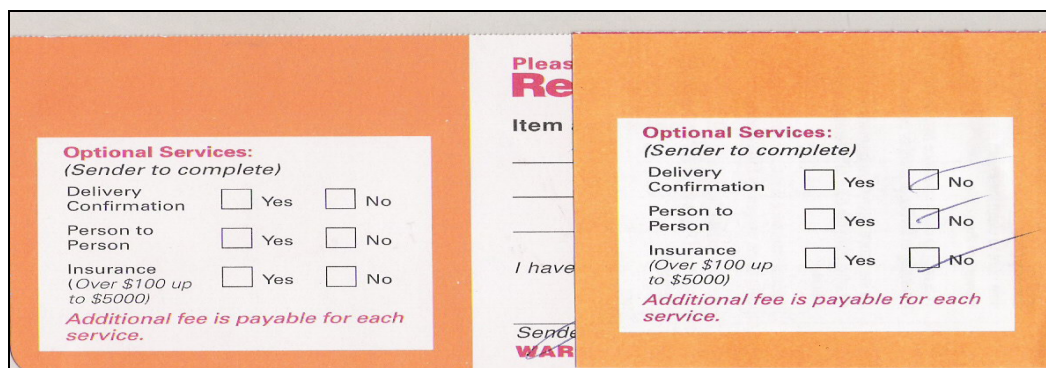 Optional Services:
(Sender to complete)
Delivery
Confirmation
Yes
No
Person to
Person
Yes
No
Insurance
(Over $100 up
to $5000)
Yes
No
Additional fee is payable for each
service.
Pleas
Re
Item
I have
Sende
WAR
Optional Services:
(Sender to complete)
Delivery
Confirmation
Yes
No
Person to
Person
Yes
No
Insurance
(Over $100 up
to $5000)
Yes
No
Additional fee is payable for each
service.